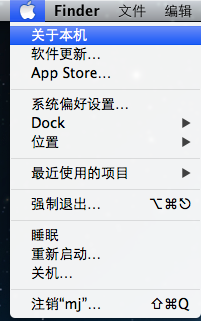 Finder 文件 编辑
关于本机
软件更新…
App Store…
系统偏好设置…
Dock
位置
最近使用的项目
强制退出… ⌥⌘⎋
睡眠
重新启动…
关机…
注销“mj”… ⇧⌘Q